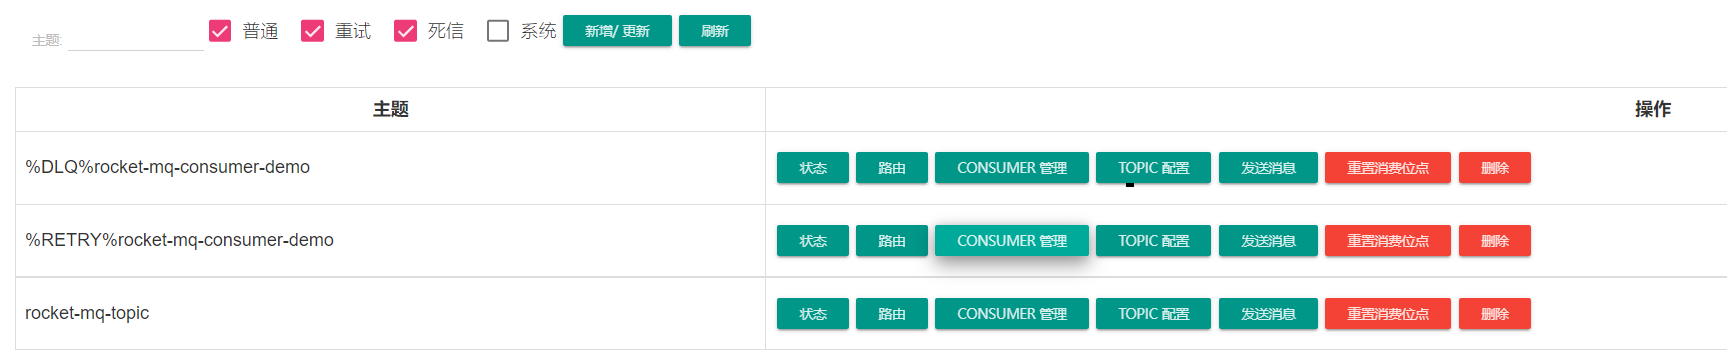 主题: 普通 重试 死信 系统 新增/ 更新 刷新
主题 操作
%DLQ%rocket-mq-consumer-demo 状态 路由 CONSUMER 管理 TOPIC 配置 发送消息 重置消费位点 删除
%RETRY%rocket-mq-consumer-demo 状态 路由 CONSUMER 管理 TOPIC 配置 发送消息 重置消费位点 删除
rocket-mq-topic 状态 路由 CONSUMER 管理 TOPIC 配置 发送消息 重置消费位点 删除